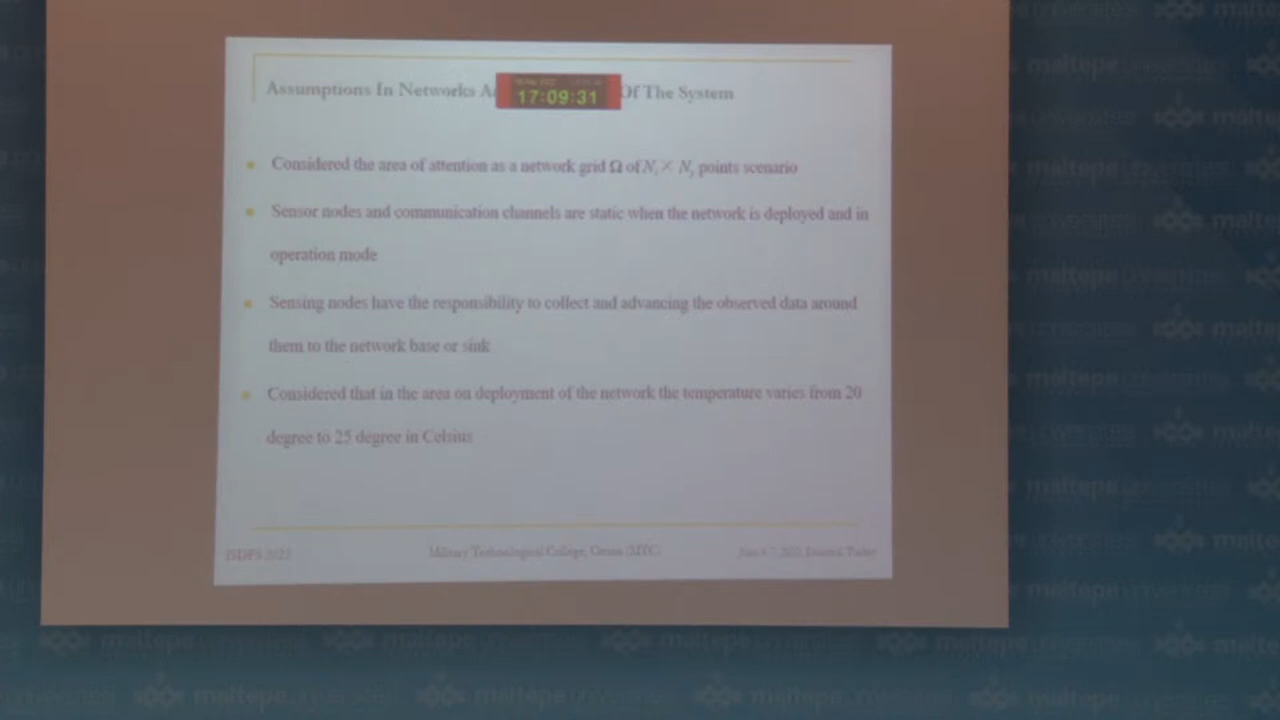 Assumptions In Networks
17:09:31
Of The System
Considered the area of attention as a network grid Ω of Nx × Ny points scenario
Sensor nodes and communication channels are static when the network is deployed and in
operation mode
Sensing nodes have the responsibility to collect and advancing the observed data around
them to the network base or sink
Considered that in the area on deployment of the network the temperature varies from 20
degree to 25 degree in Celsius
ISDFS 2022
Military Technological College, Oman (MTC)
maltepe üniversitesi